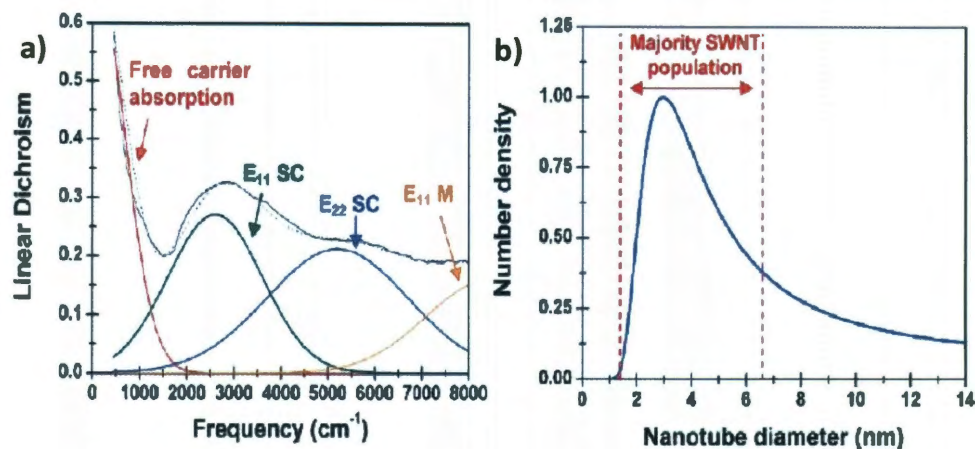 a)
Linear Dichroism
0.6
0.5
0.4
0.3
0.2
0.1
0.0
Free carrier
absorption
E₁₁ SC
E₂₂ SC
E₁₁ M
0 1000 2000 3000 4000 5000 6000 7000 8000
Frequency (cm⁻¹)
b)
Number density
1.25
1.00
0.75
0.50
0.25
0.00
Majority SWNT
population
0 2 4 6 8 10 12 14
Nanotube diameter (nm)